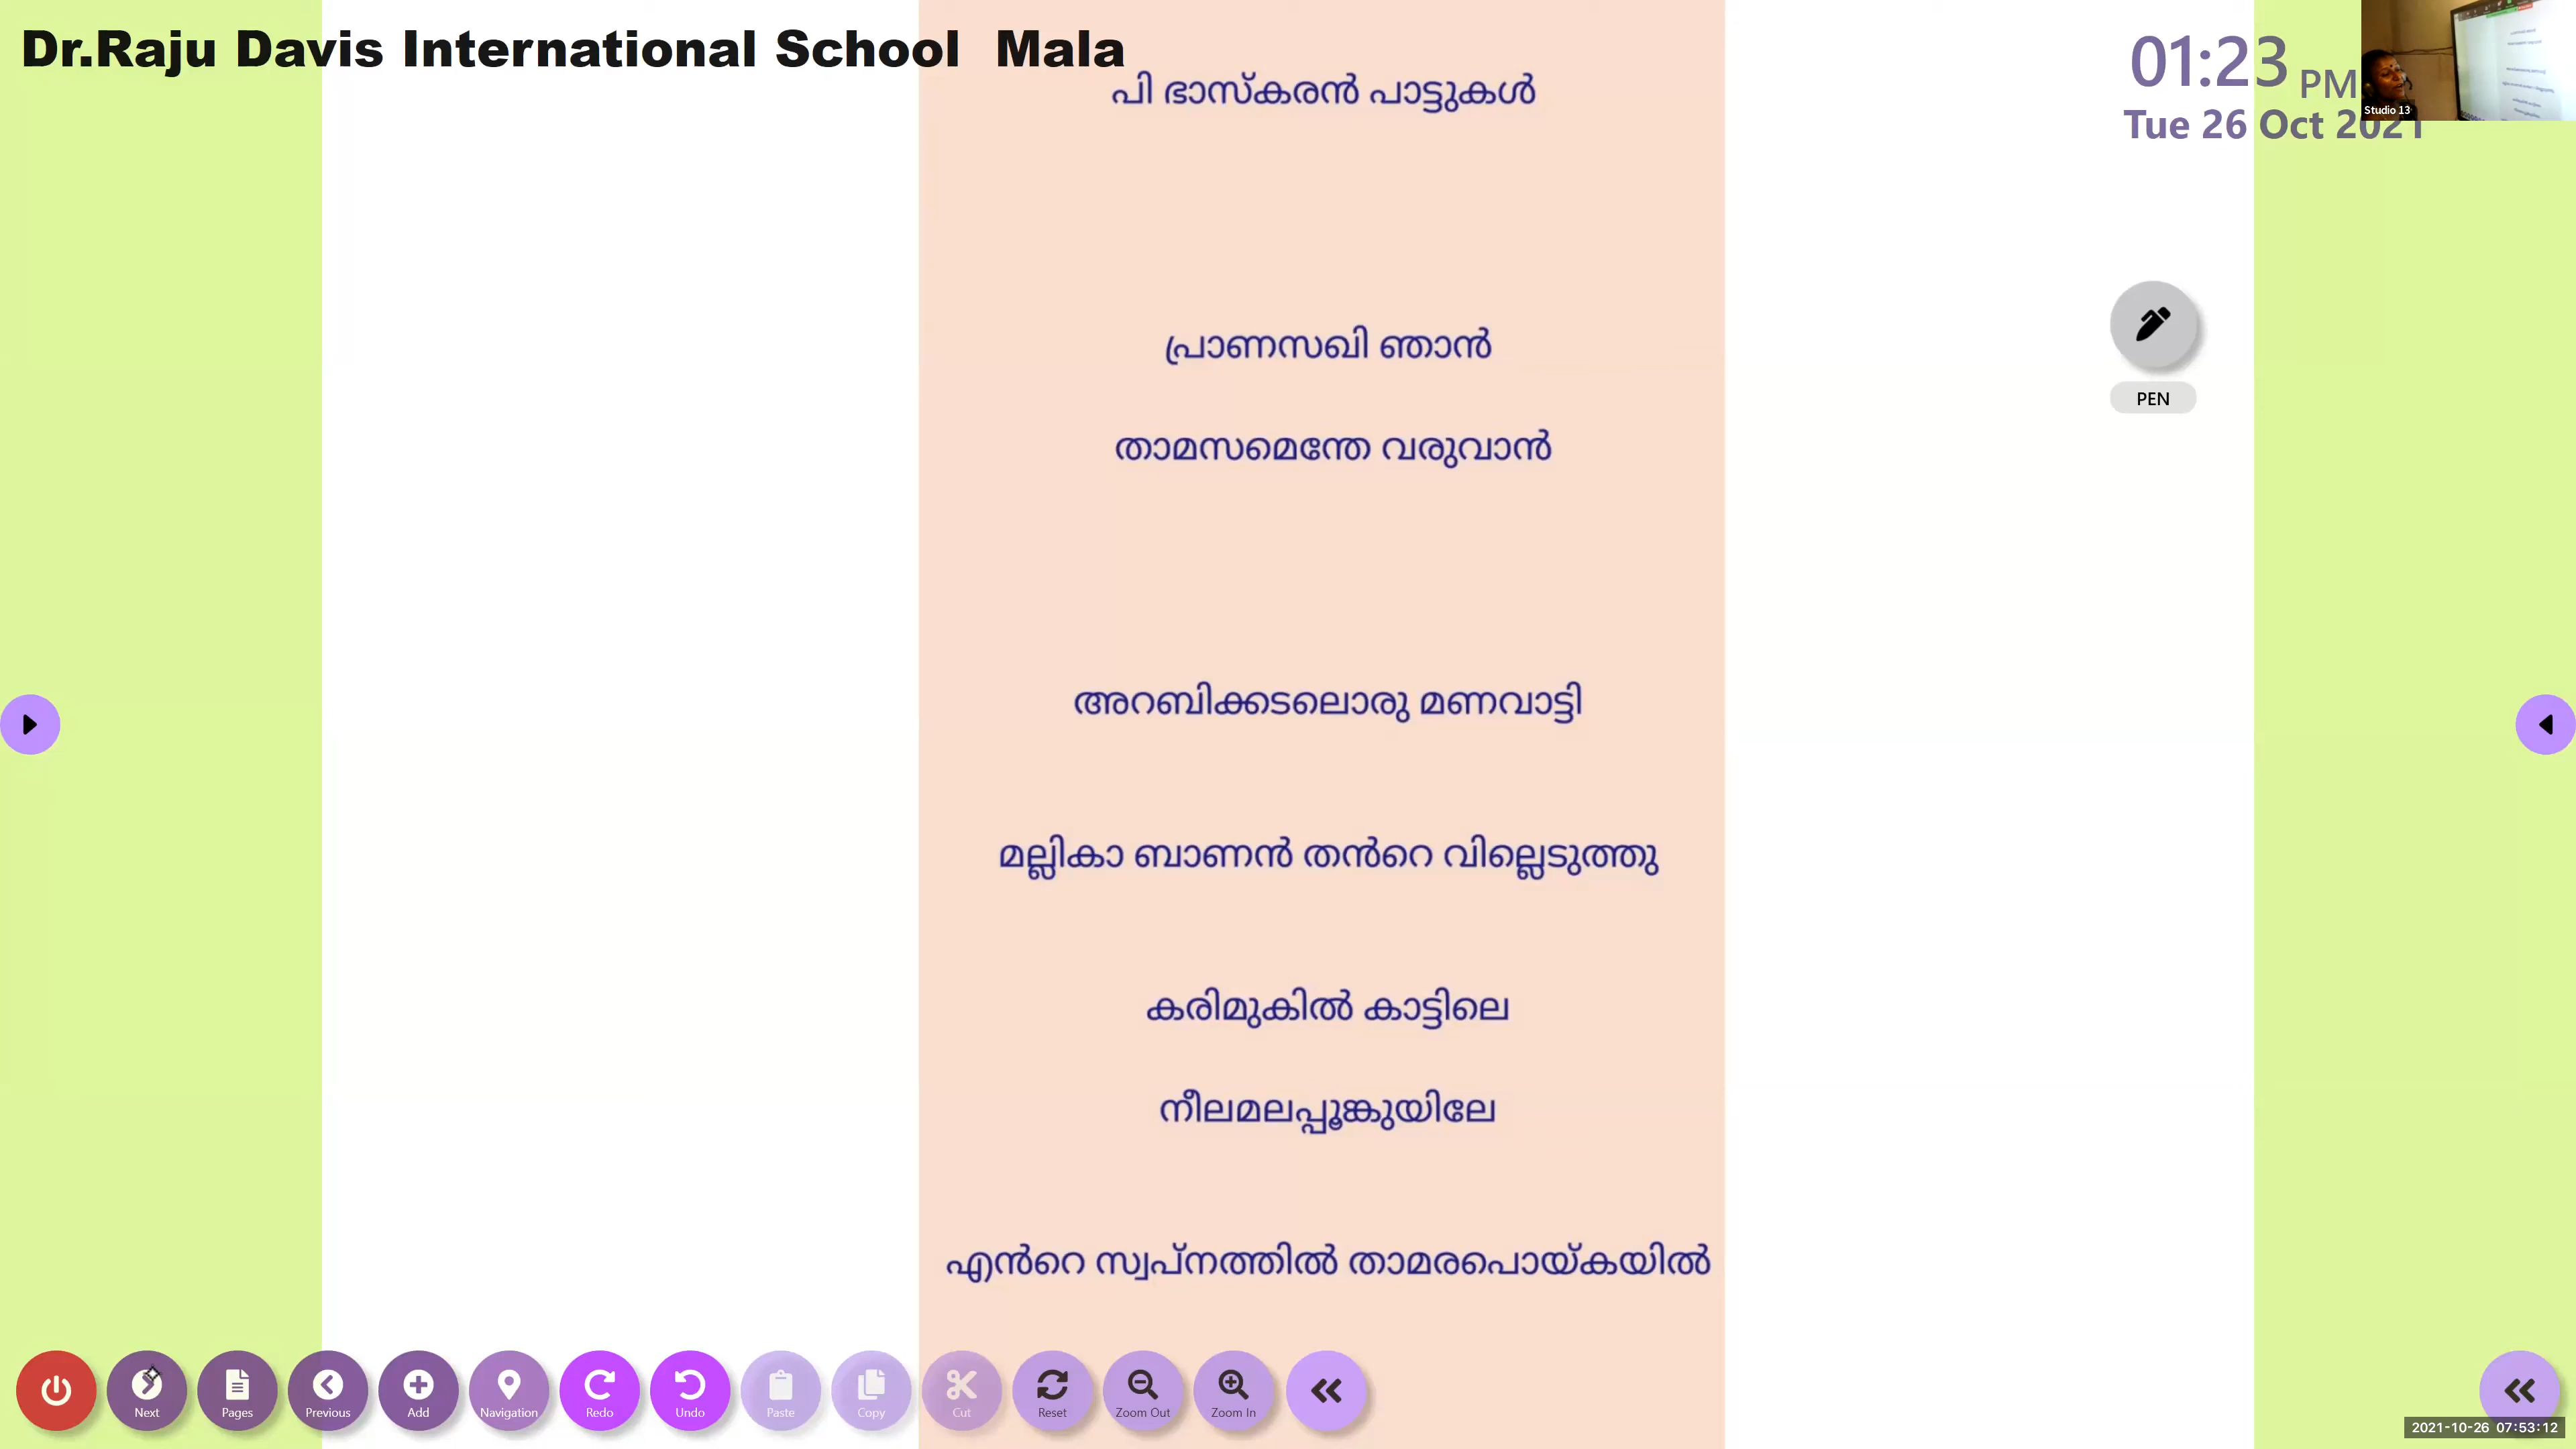 Dr.Raju Davis International School Mala
01:23 PM
Tue 26 Oct 2021
Studio 13
പി ഭാസ്കരൻ പാട്ടുകൾ
പ്രാണസഖി ഞാൻ
താമസമെന്തേ വരുവാൻ
PEN
അറബിക്കടലൊരു മണവാട്ടി
മല്ലികാ ബാണൻ തൻറെ വില്ലെടുത്തു
കരിമുകിൽ കാട്ടിലെ
നീലമലപ്പൂങ്കുയിലേ
എൻറെ സ്വപ്നത്തിൽ താമരപൊയ്കയിൽ
Next Pages Previous Add Navigation Redo Undo Paste Copy Cut Reset Zoom Out Zoom In
2021-10-26 07:53:12